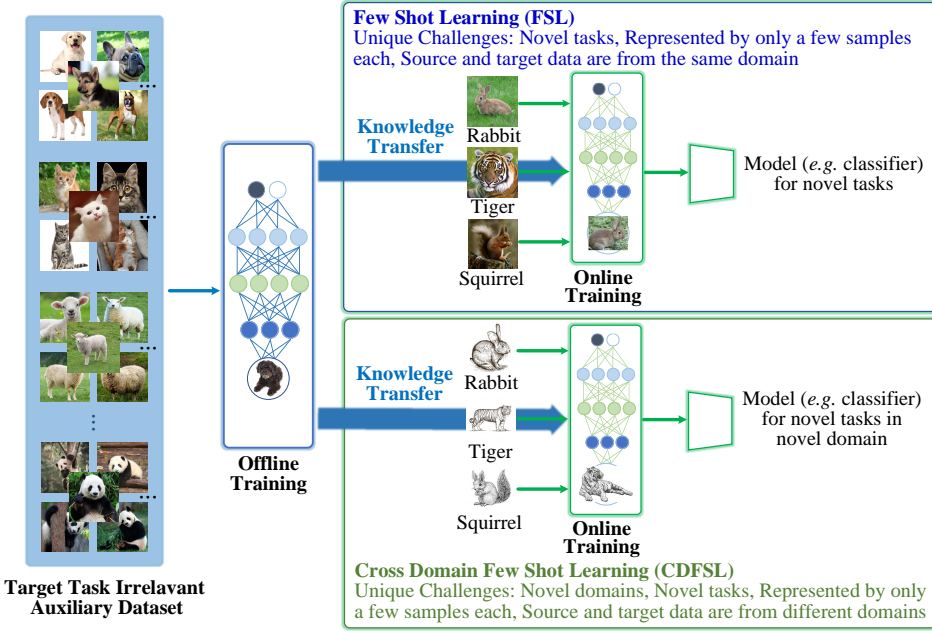 Few Shot Learning (FSL)
Unique Challenges: Novel tasks, Represented by only a few samples
each, Source and target data are from the same domain
Knowledge
Transfer
Rabbit
Tiger
Squirrel
Online
Training
Model (e.g. classifier)
for novel tasks
Offline
Training
Target Task Irrelavant
Auxiliary Dataset
Knowledge
Transfer
Rabbit
Tiger
Squirrel
Online
Training
Model (e.g. classifier)
for novel tasks in
novel domain
Cross Domain Few Shot Learning (CDFSL)
Unique Challenges: Novel domains, Novel tasks, Represented by only
a few samples each, Source and target data are from different domains